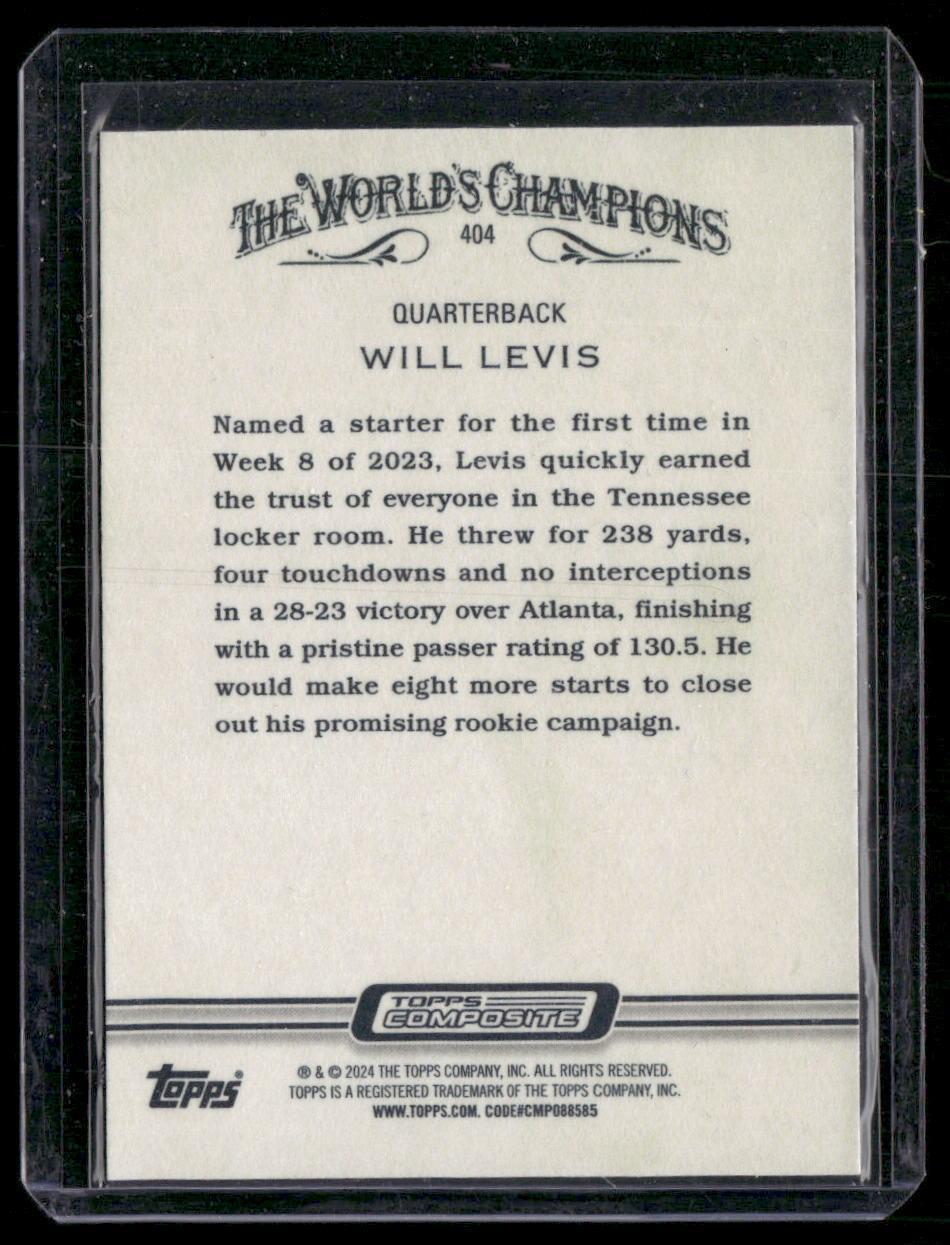 THE WORLD'S CHAMPIONS
404
QUARTERBACK
WILL LEVIS
Named a starter for the first time in
Week 8 of 2023, Levis quickly earned
the trust of everyone in the Tennessee
locker room. He threw for 238 yards,
four touchdowns and no interceptions
in a 28-23 victory over Atlanta, finishing
with a pristine passer rating of 130.5. He
would make eight more starts to close
out his promising rookie campaign.
TOPPS
COMPOSITE
topps®
® & © 2024 THE TOPPS COMPANY, INC. ALL RIGHTS RESERVED.
TOPPS IS A REGISTERED TRADEMARK OF THE TOPPS COMPANY, INC.
WWW.TOPPS.COM. CODE#CMP088585